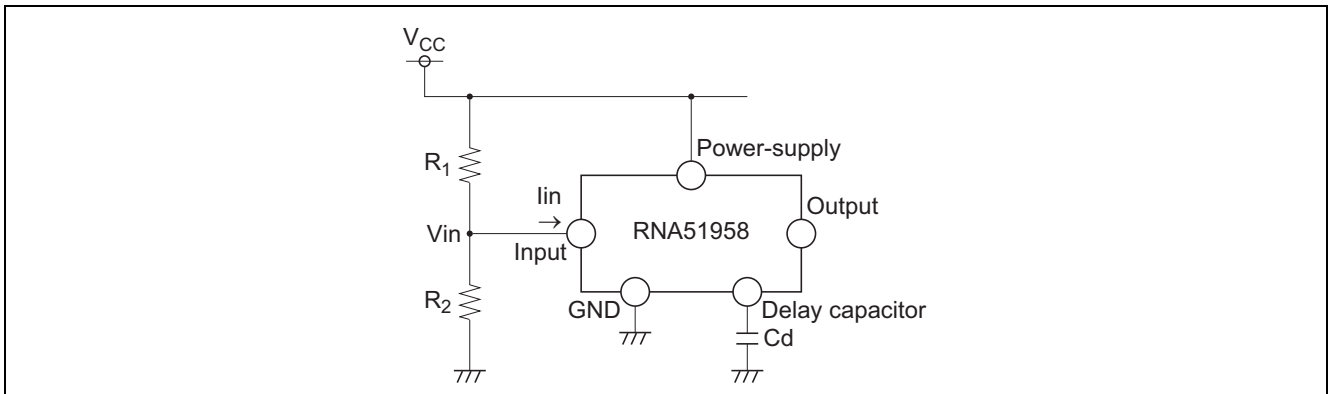 VCC
R1
Power-supply
Iin
→
Output
Vin
RNA51958
Input
R2
GND
Delay capacitor
Cd